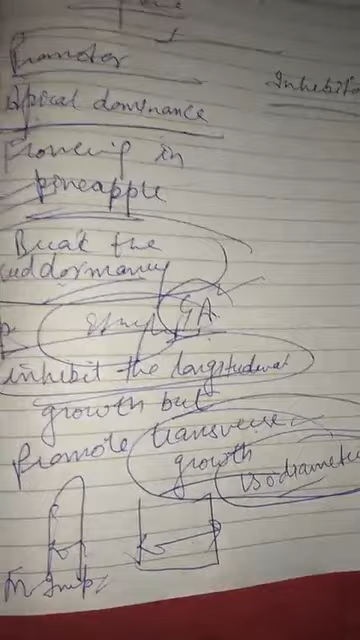 Promoter
Inhibit
Apical dominance
Flowering in
pineapple
Break the
dormancy
GA
inhibit the longitudinal
growth but
Promote transverse
growth
isodiametric